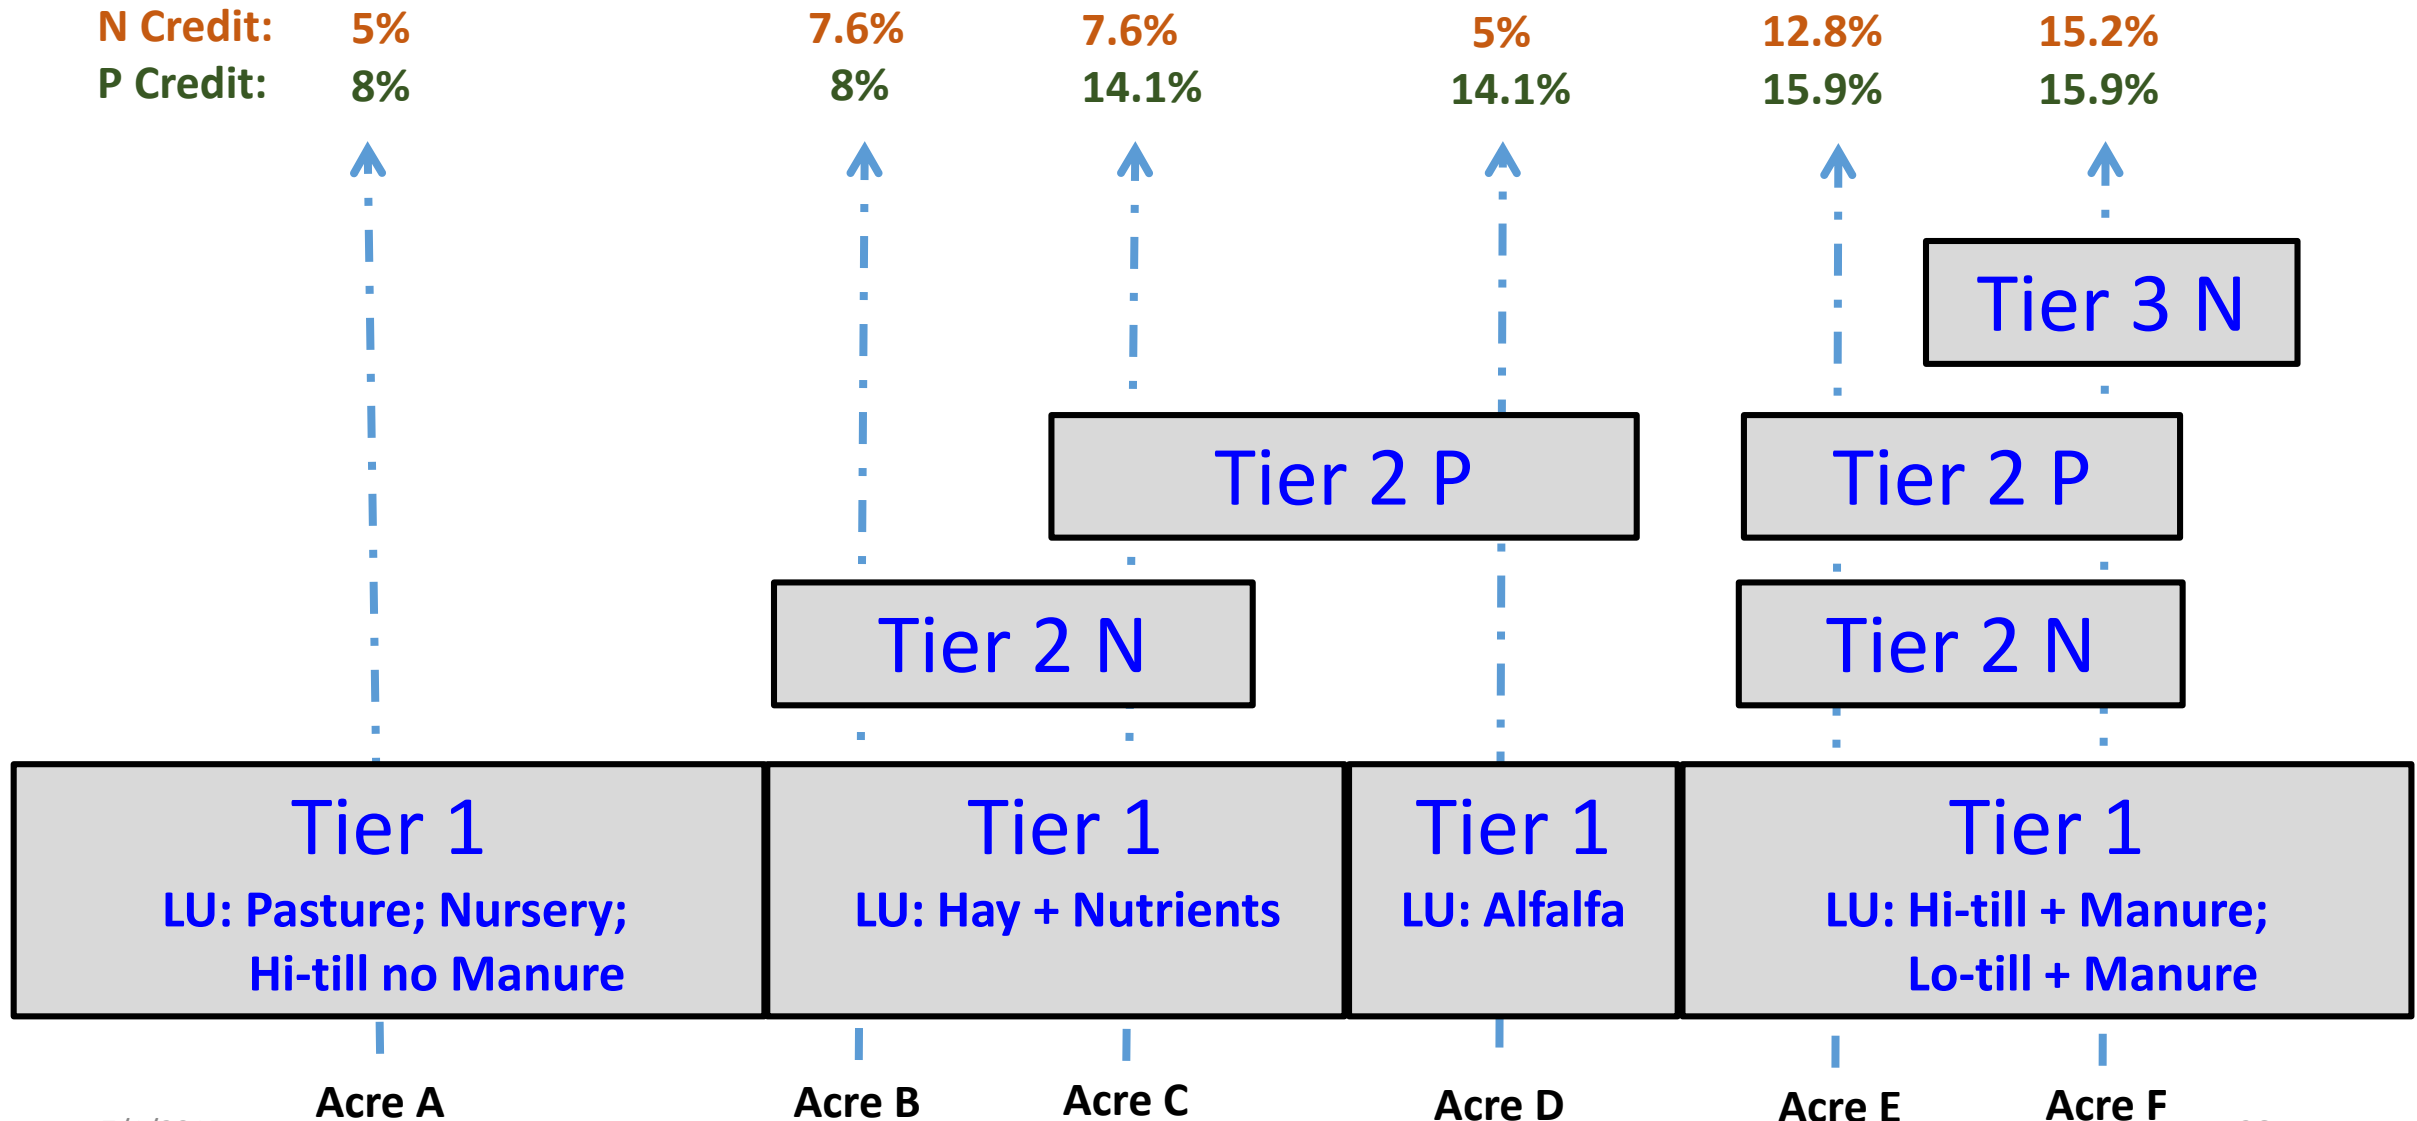 N Credit: 5% 7.6% 7.6% 5% 12.8% 15.2%
P Credit: 8% 8% 14.1% 14.1% 15.9% 15.9%
Tier 3 N
Tier 2 P Tier 2 P
Tier 2 N Tier 2 N
Tier 1 Tier 1 Tier 1 Tier 1
LU: Pasture; Nursery; LU: Hay + Nutrients LU: Alfalfa LU: Hi-till + Manure;
Hi-till no Manure Lo-till + Manure
Acre A Acre B Acre C Acre D Acre E Acre F